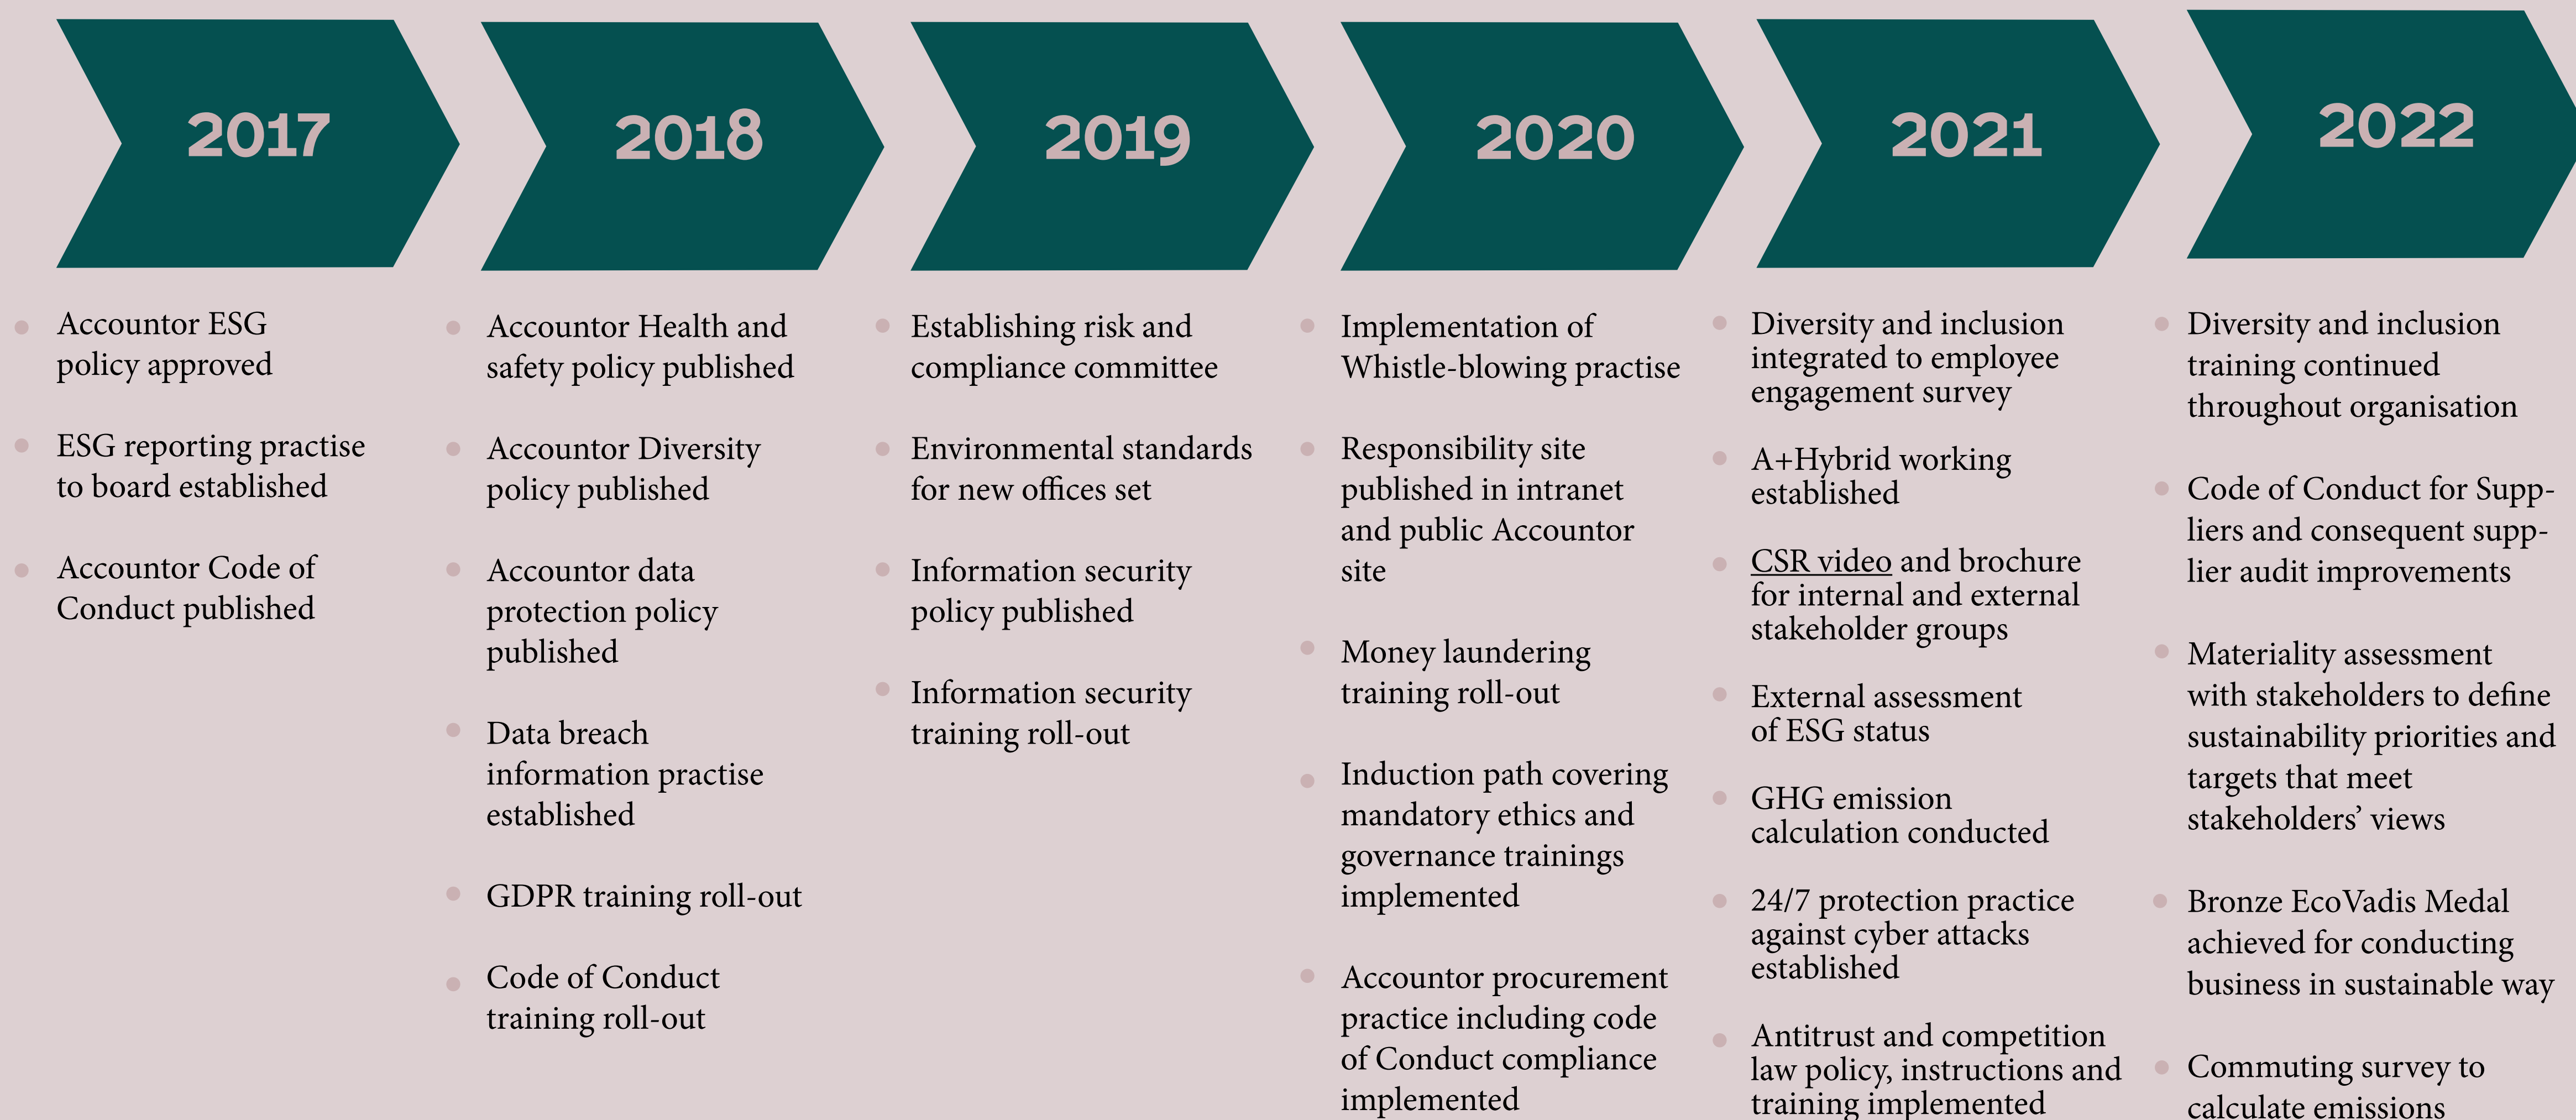 2017
Accountor ESG
policy approved
ESG reporting practise
to board established
Accountor Code of
Conduct published
2018
Accountor Health and
safety policy published
Accountor Diversity
policy published
Accountor data
protection policy
published
Data breach
information practise
established
GDPR training roll-out
Code of Conduct
training roll-out
2019
Establishing risk and
compliance committee
Environmental standards
for new offices set
Information security
policy published
Information security
training roll-out
2020
Implementation of
Whistle-blowing practise
Responsibility site
published in intranet
and public Accountor
site
Money laundering
training roll-out
Induction path covering
mandatory ethics and
governance trainings
implemented
Accountor procurement
practice including code
of Conduct compliance
implemented
2021
Diversity and inclusion
integrated to employee
engagement survey
A+Hybrid working
established
CSR video and brochure
for internal and external
stakeholder groups
External assessment
of ESG status
GHG emission
calculation conducted
24/7 protection practice
against cyber attacks
established
Antitrust and competition
law policy, instructions and
training implemented
2022
Diversity and inclusion
training continued
throughout organisation
Code of Conduct for Supp-
liers and consequent supp-
lier audit improvements
Materiality assessment
with stakeholders to define
sustainability priorities and
targets that meet
stakeholders’ views
Bronze EcoVadis Medal
achieved for conducting
business in sustainable way
Commuting survey to
calculate emissions